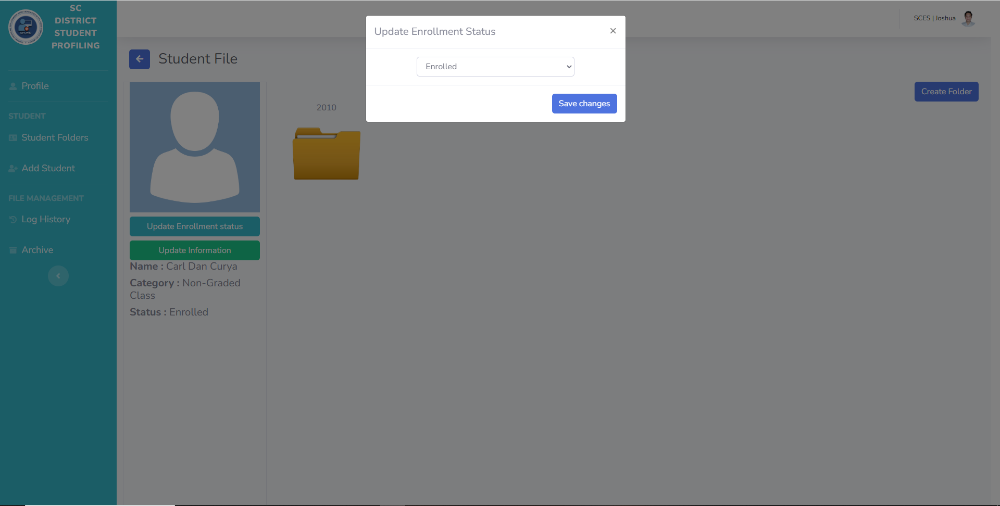 SC
DISTRICT
STUDENT
PROFILING
Profile
STUDENT
Student Folders
Add Student
FILE MANAGEMENT
Log History
Archive
SCES | Joshua
Student File
Create Folder
Update Enrollment status
Update Information
Name : Carl Dan Curya
Category : Non-Graded
Class
Status : Enrolled
2010
Update Enrollment Status
×
Enrolled
Save changes